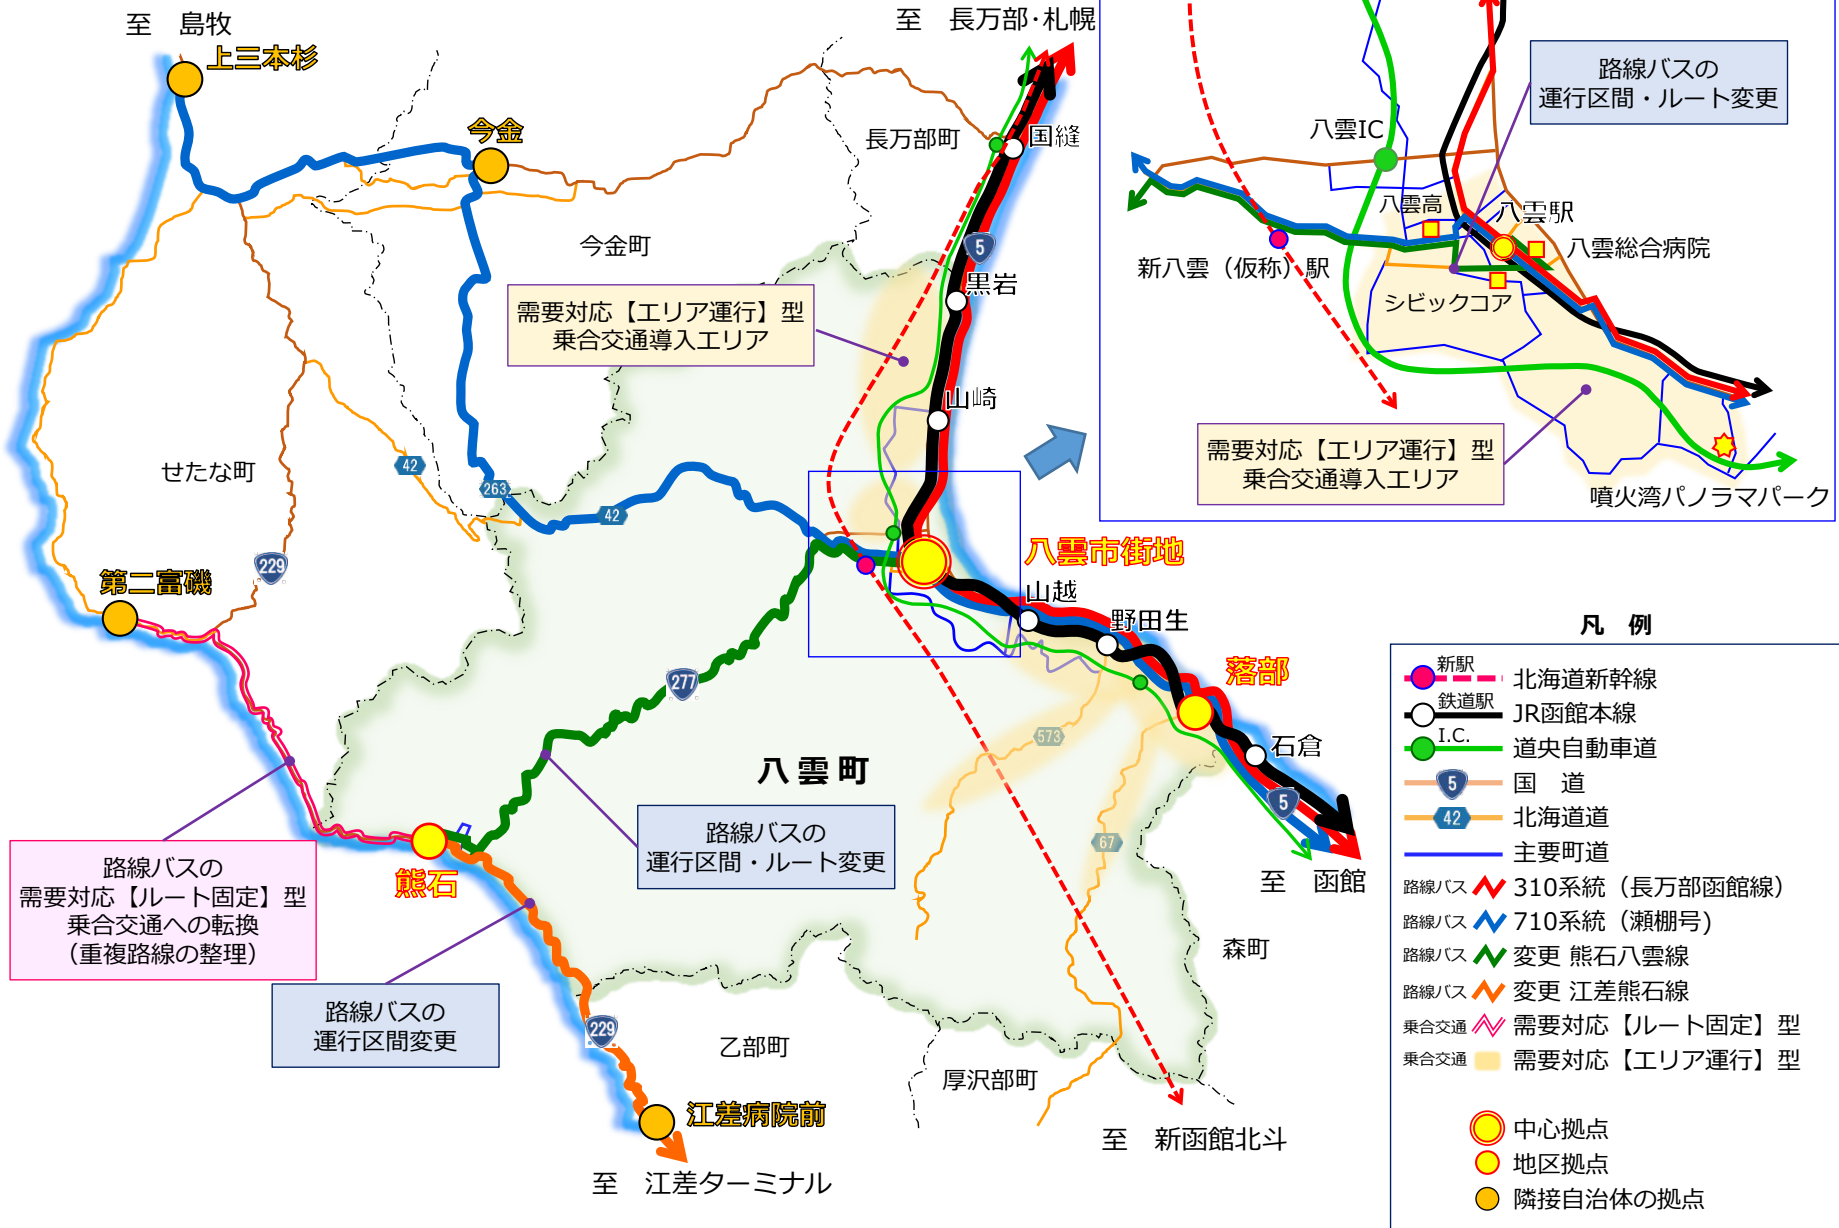 至　島牧
上三本杉
今金
至　長万部・札幌
長万部町
国縫
今金町
5
黒岩
需要対応【エリア運行】型
乗合交通導入エリア
山崎
せたな町
42
263
42
229
第二富磯
八雲市街地
山越
野田生
落部
277
573
石倉
八雲町
5
67
至　函館
路線バスの
運行区間・ルート変更
路線バスの
需要対応【ルート固定】型
乗合交通への転換
（重複路線の整理）
熊石
森町
路線バスの
運行区間変更
229
乙部町
厚沢部町
江差病院前
至　新函館北斗
至　江差ターミナル
路線バスの
運行区間・ルート変更
八雲IC
八雲高
八雲駅
八雲総合病院
新八雲（仮称）駅
シビックコア
需要対応【エリア運行】型
乗合交通導入エリア
噴火湾パノラマパーク
凡　例
新駅
北海道新幹線
鉄道駅
JR函館本線
I.C.
道央自動車道
5
国　道
42
北海道道
主要町道
路線バス 310系統（長万部函館線）
路線バス 710系統（瀬棚号)
路線バス 変更 熊石八雲線
路線バス 変更 江差熊石線
乗合交通 需要対応【ルート固定】型
乗合交通 需要対応【エリア運行】型
中心拠点
地区拠点
隣接自治体の拠点